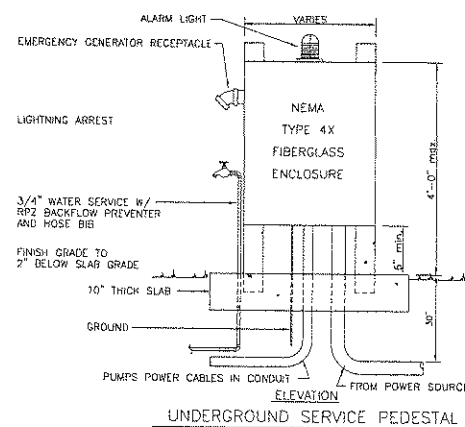 ALARM LIGHT
VARIES
EMERGENCY GENERATOR RECEPTACLE
LIGHTNING ARREST
NEMA
TYPE 4X
FIBERGLASS
ENCLOSURE
4'-0" max.
3/4" WATER SERVICE W/
RPZ BACKFLOW PREVENTER
AND HOSE BIB
6" min.
FINISH GRADE TO
2" BELOW SLAB GRADE
10" THICK SLAB
30"
GROUND
PUMPS POWER CABLES IN CONDUIT
FROM POWER SOURCE
ELEVATION
UNDERGROUND SERVICE PEDESTAL